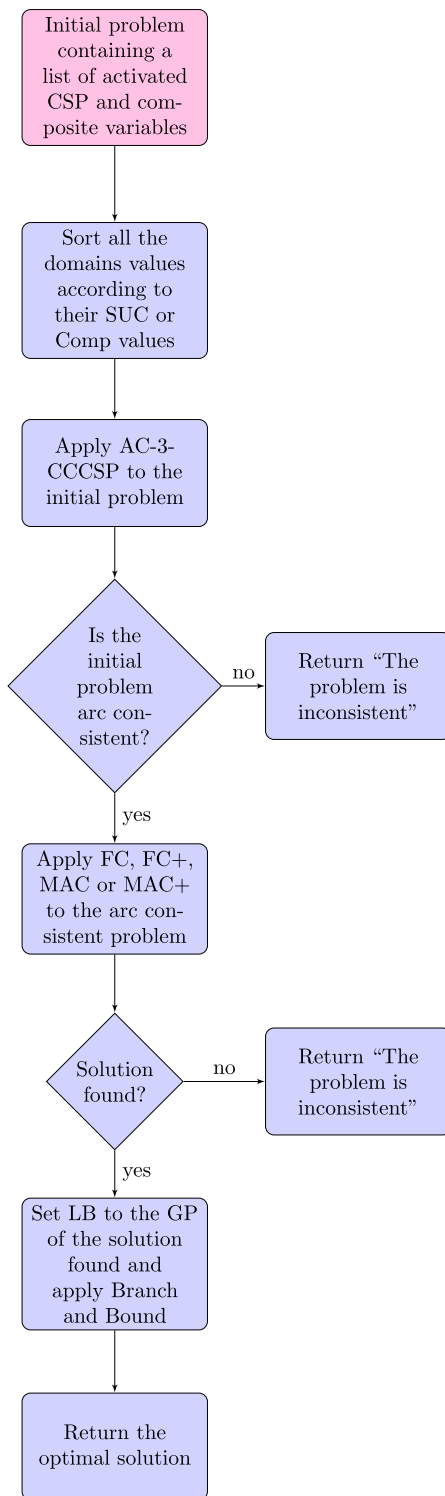 Initial problem
containing a
list of activated
CSP and com-
posite variables
Sort all the
domains values
according to
their SUC or
Comp values
Apply AC-3-
CCCSP to the
initial problem
Is the
initial
problem
arc con-
sistent?
no
Return “The
problem is
inconsistent”
yes
Apply FC, FC+,
MAC or MAC+
to the arc con-
sistent problem
Solution
found?
no
Return “The
problem is
inconsistent”
yes
Set LB to the GP
of the solution
found and
apply Branch
and Bound
Return the
optimal solution